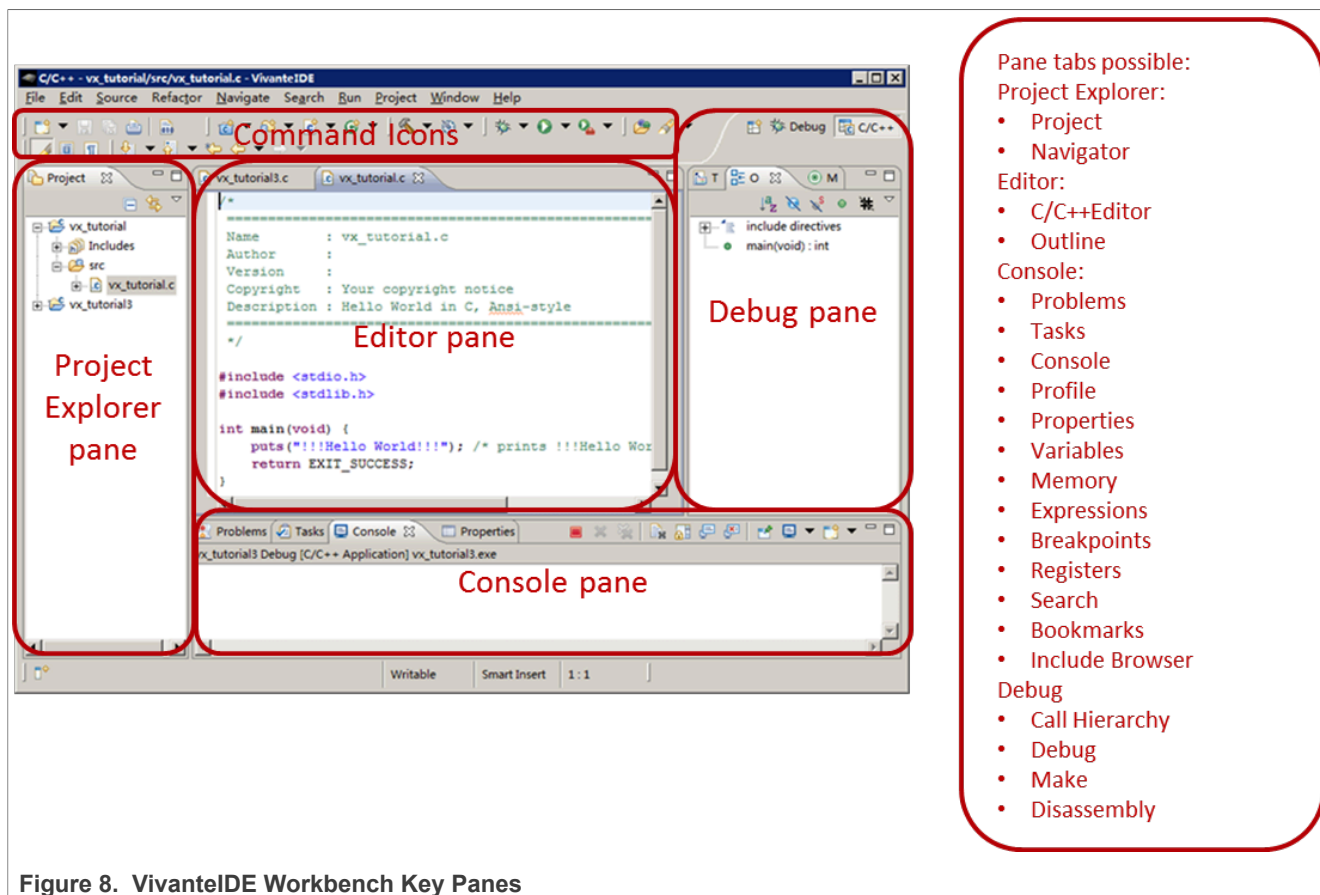 C/C++ - vx_tutorial/src/vx_tutorial.c - VivanteIDE
File Edit Source Refactor Navigate Search Run Project Window Help
Command Icons
Debug C/C++
Project
vx_tutorial3.c vx_tutorial.c
T O M
vx_tutorial
Includes
src
vx_tutorial.c
vx_tutorial3
Project
Explorer
pane
/*
============================================
Name : vx_tutorial.c
Author :
Version :
Copyright : Your copyright notice
Description : Hello World in C, Ansi-style
============================================
*/
Editor pane
#include <stdio.h>
#include <stdlib.h>
int main(void) {
puts("!!!Hello World!!!"); /* prints !!!Hello Wor
return EXIT_SUCCESS;
}
include directives
main(void) : int
Debug pane
Problems Tasks Console Properties
vx_tutorial3 Debug [C/C++ Application] vx_tutorial3.exe
Console pane
Writable Smart Insert 1 : 1
Pane tabs possible:
Project Explorer:
• Project
• Navigator
Editor:
• C/C++Editor
• Outline
Console:
• Problems
• Tasks
• Console
• Profile
• Properties
• Variables
• Memory
• Expressions
• Breakpoints
• Registers
• Search
• Bookmarks
• Include Browser
Debug
• Call Hierarchy
• Debug
• Make
• Disassembly
Figure 8. VivanteIDE Workbench Key Panes